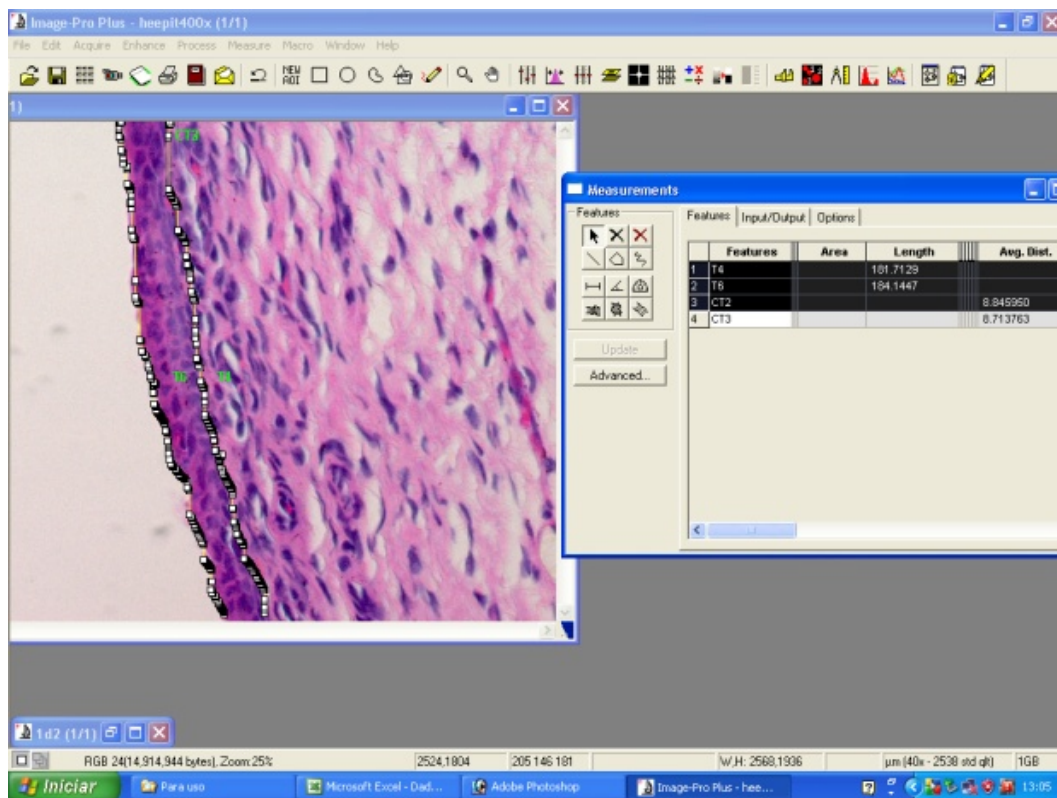 Image-Pro Plus - heepit400x (1/1)
File Edit Acquire Enhance Process Measure Macro Window Help
NEW AOI
1)
CT3
T6 T4
Measurements
Features
Features Input/Output Options
Features Area Length Avg. Dist.
1 T4 181.7129
2 T6 184.1447
3 CT2 8.845950
4 CT3 8.713763
Update
Advanced...
1d2 (1/1)
RGB 24(14,914,944 bytes), Zoom:25% 2524,1804 205 146 181 W,H: 2568,1936 µm (40x - 2538 std qlt) 1GB
Iniciar Para uso Microsoft Excel - Dad... Adobe Photoshop Image-Pro Plus - hee... 13:05